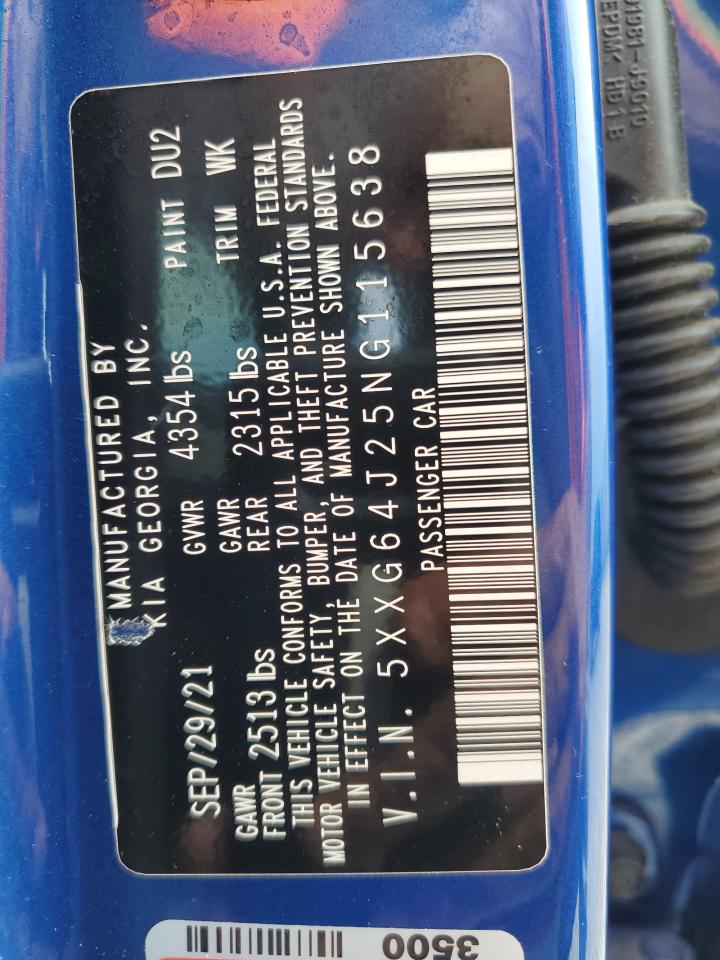 MANUFACTURED BY
KIA GEORGIA, INC.
SEP/29/21 GVWR 4354 lbs PAINT DU2
GAWR FRONT 2513 lbs GAWR REAR 2315 lbs TRIM WK
THIS VEHICLE CONFORMS TO ALL APPLICABLE U.S.A. FEDERAL
MOTOR VEHICLE SAFETY, BUMPER, AND THEFT PREVENTION STANDARDS
IN EFFECT ON THE DATE OF MANUFACTURE SHOWN ABOVE.
V.I.N. 5XXG64J25NG115638
PASSENGER CAR
3500